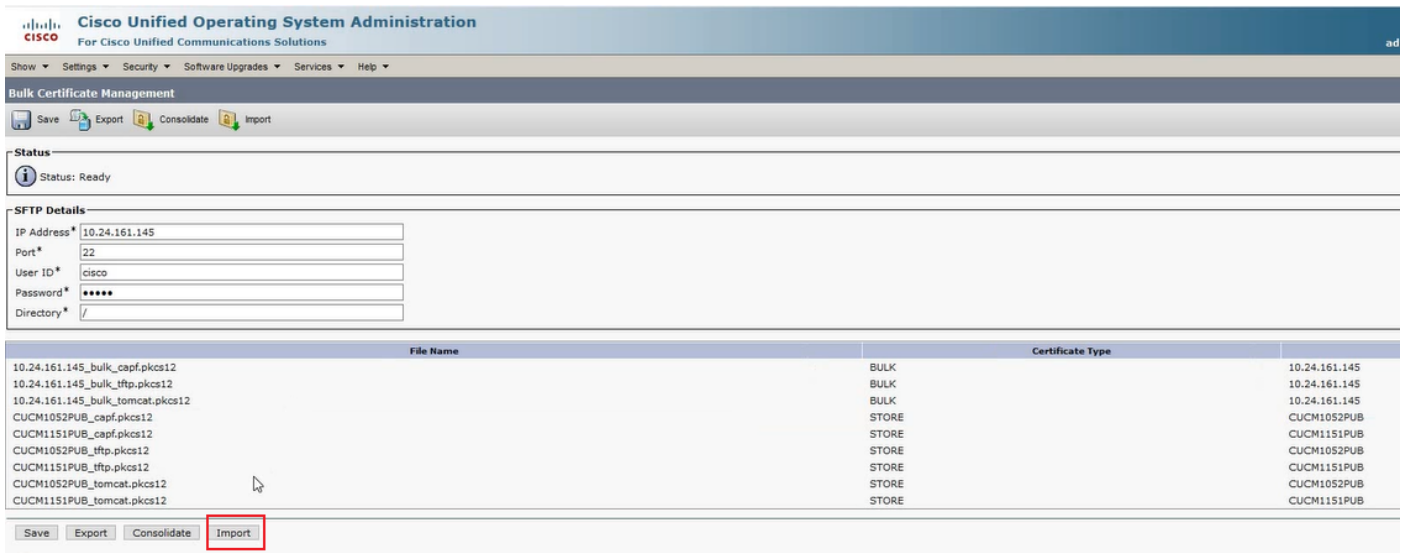 Cisco Unified Operating System Administration
CISCO
For Cisco Unified Communications Solutions
ad
Show Settings Security Software Upgrades Services Help
Bulk Certificate Management
Save Export Consolidate Import
Status
Status: Ready
SFTP Details
IP Address* 10.24.161.145
Port* 22
User ID* cisco
Password* •••••
Directory* /
File Name Certificate Type
10.24.161.145_bulk_capf.pkcs12 BULK 10.24.161.145
10.24.161.145_bulk_tftp.pkcs12 BULK 10.24.161.145
10.24.161.145_bulk_tomcat.pkcs12 BULK 10.24.161.145
CUCM1052PUB_capf.pkcs12 STORE CUCM1052PUB
CUCM1151PUB_capf.pkcs12 STORE CUCM1151PUB
CUCM1052PUB_tftp.pkcs12 STORE CUCM1052PUB
CUCM1151PUB_tftp.pkcs12 STORE CUCM1151PUB
CUCM1052PUB_tomcat.pkcs12 STORE CUCM1052PUB
CUCM1151PUB_tomcat.pkcs12 STORE CUCM1151PUB
Save Export Consolidate Import